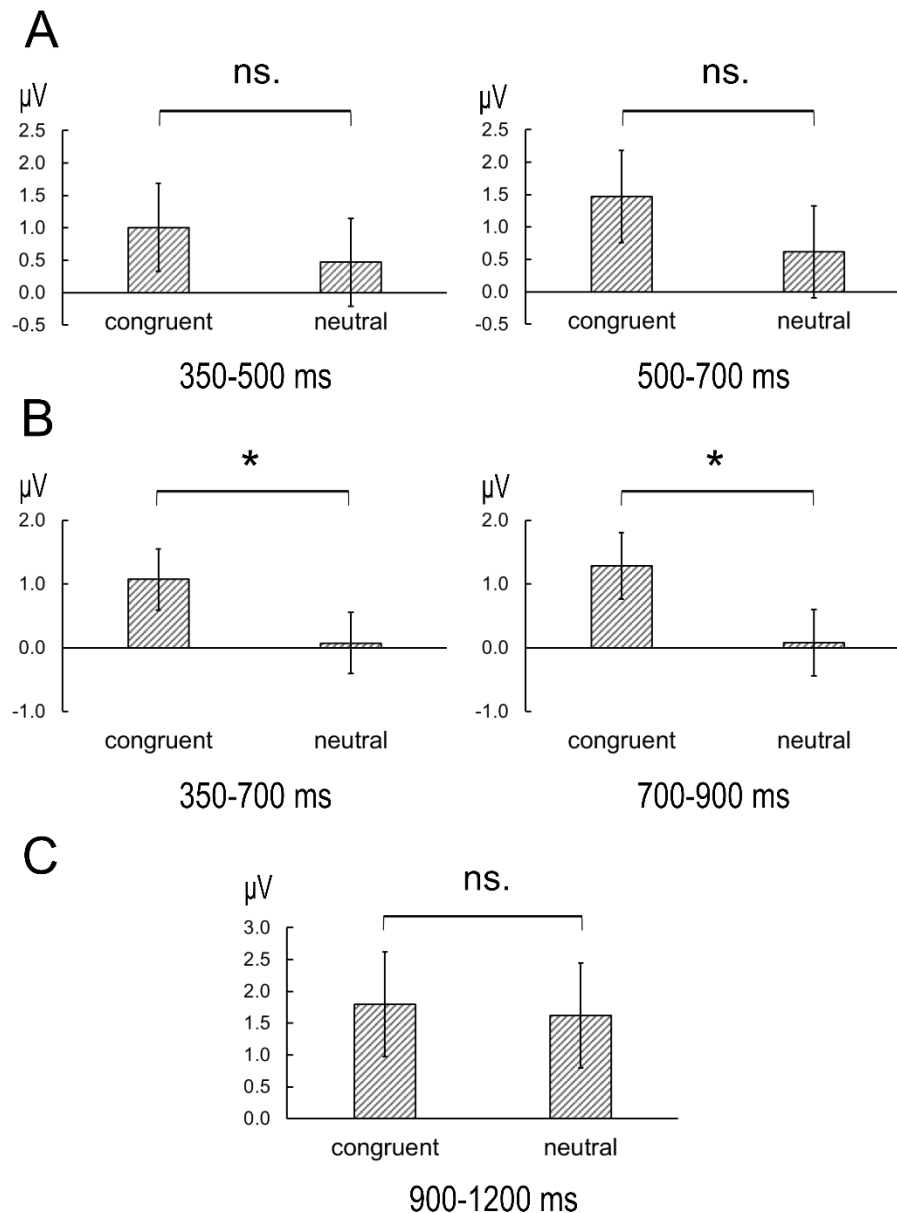 A
ns.
ns.
µV
µV
2.5
2.0
1.5
1.0
0.5
0.0
-0.5
congruent
neutral
350-500 ms
2.5
2.0
1.5
1.0
0.5
0.0
-0.5
congruent
neutral
500-700 ms
B
*
*
µV
µV
2.0
1.0
0.0
-1.0
congruent
neutral
350-700 ms
2.0
1.0
0.0
-1.0
congruent
neutral
700-900 ms
C
ns.
µV
3.0
2.5
2.0
1.5
1.0
0.5
0.0
congruent
neutral
900-1200 ms